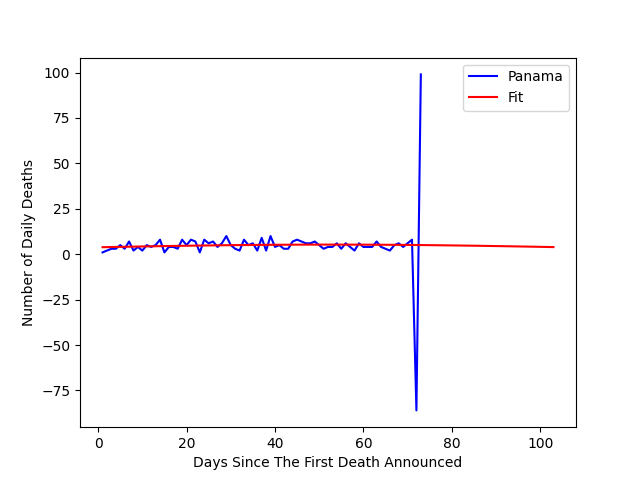 Panama
Fit
100
75
50
25
0
−25
−50
−75
Number of Daily Deaths
0 20 40 60 80 100
Days Since The First Death Announced